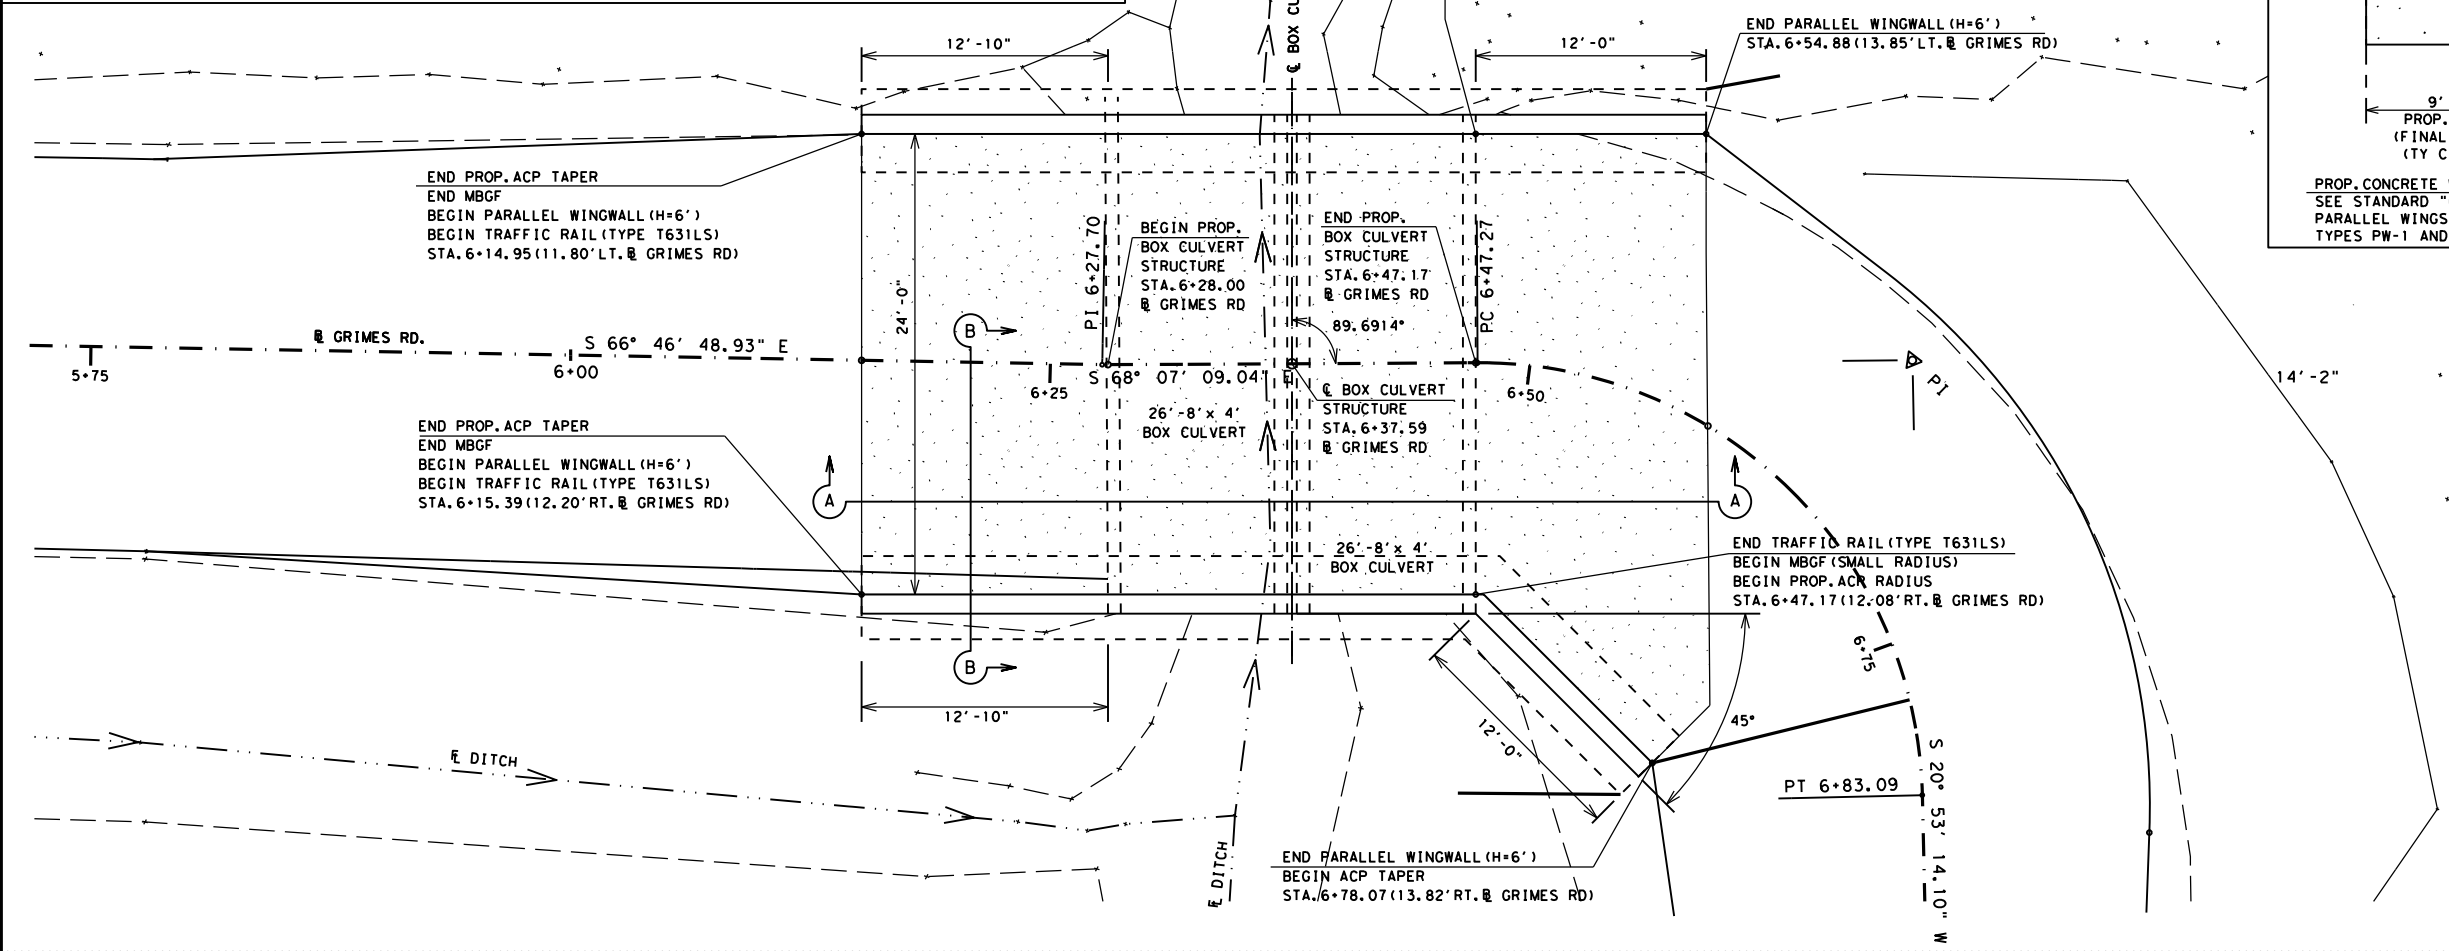 12'-10"
℄ BOX CU
12'-0"
END PARALLEL WINGWALL (H=6')
STA. 6+54.88 (13.85' LT. ℄ GRIMES RD)
9'
PROP.
(FINAL
(TY C
PROP. CONCRETE
SEE STANDARD "
PARALLEL WINGS
TYPES PW-1 AND
END PROP. ACP TAPER
END MBGF
BEGIN PARALLEL WINGWALL (H=6')
BEGIN TRAFFIC RAIL (TYPE T631LS)
STA. 6+14.95 (11.80' LT. ℄ GRIMES RD)
24'-0"
PI 6+27.70
BEGIN PROP.
BOX CULVERT
STRUCTURE
STA. 6+28.00
℄ GRIMES RD
END PROP.
BOX CULVERT
STRUCTURE
STA. 6+47.17
℄ GRIMES RD
PC 6+47.27
89.6914°
B
℄ GRIMES RD.
S 66° 46' 48.93" E
5+75
6+00
6+25
S 68° 07' 09.04" E
6+50
PI
14'-2"
26'-8' x 4'
BOX CULVERT
℄ BOX CULVERT
STRUCTURE
STA. 6+37.59
℄ GRIMES RD
END PROP. ACP TAPER
END MBGF
BEGIN PARALLEL WINGWALL (H=6')
BEGIN TRAFFIC RAIL (TYPE T631LS)
STA. 6+15.39 (12.20' RT. ℄ GRIMES RD)
A
A
26'-8' x 4'
BOX CULVERT
END TRAFFIC RAIL (TYPE T631LS)
BEGIN MBGF (SMALL RADIUS)
BEGIN PROP. ACP RADIUS
STA. 6+47.17 (12.08' RT. ℄ GRIMES RD)
B
6+75
12'-10"
12'-0"
45°
℄ DITCH
PT 6+83.09
S 20° 53' 14.10" W
℄ DITCH
END PARALLEL WINGWALL (H=6')
BEGIN ACP TAPER
STA. 6+78.07 (13.82' RT. ℄ GRIMES RD)